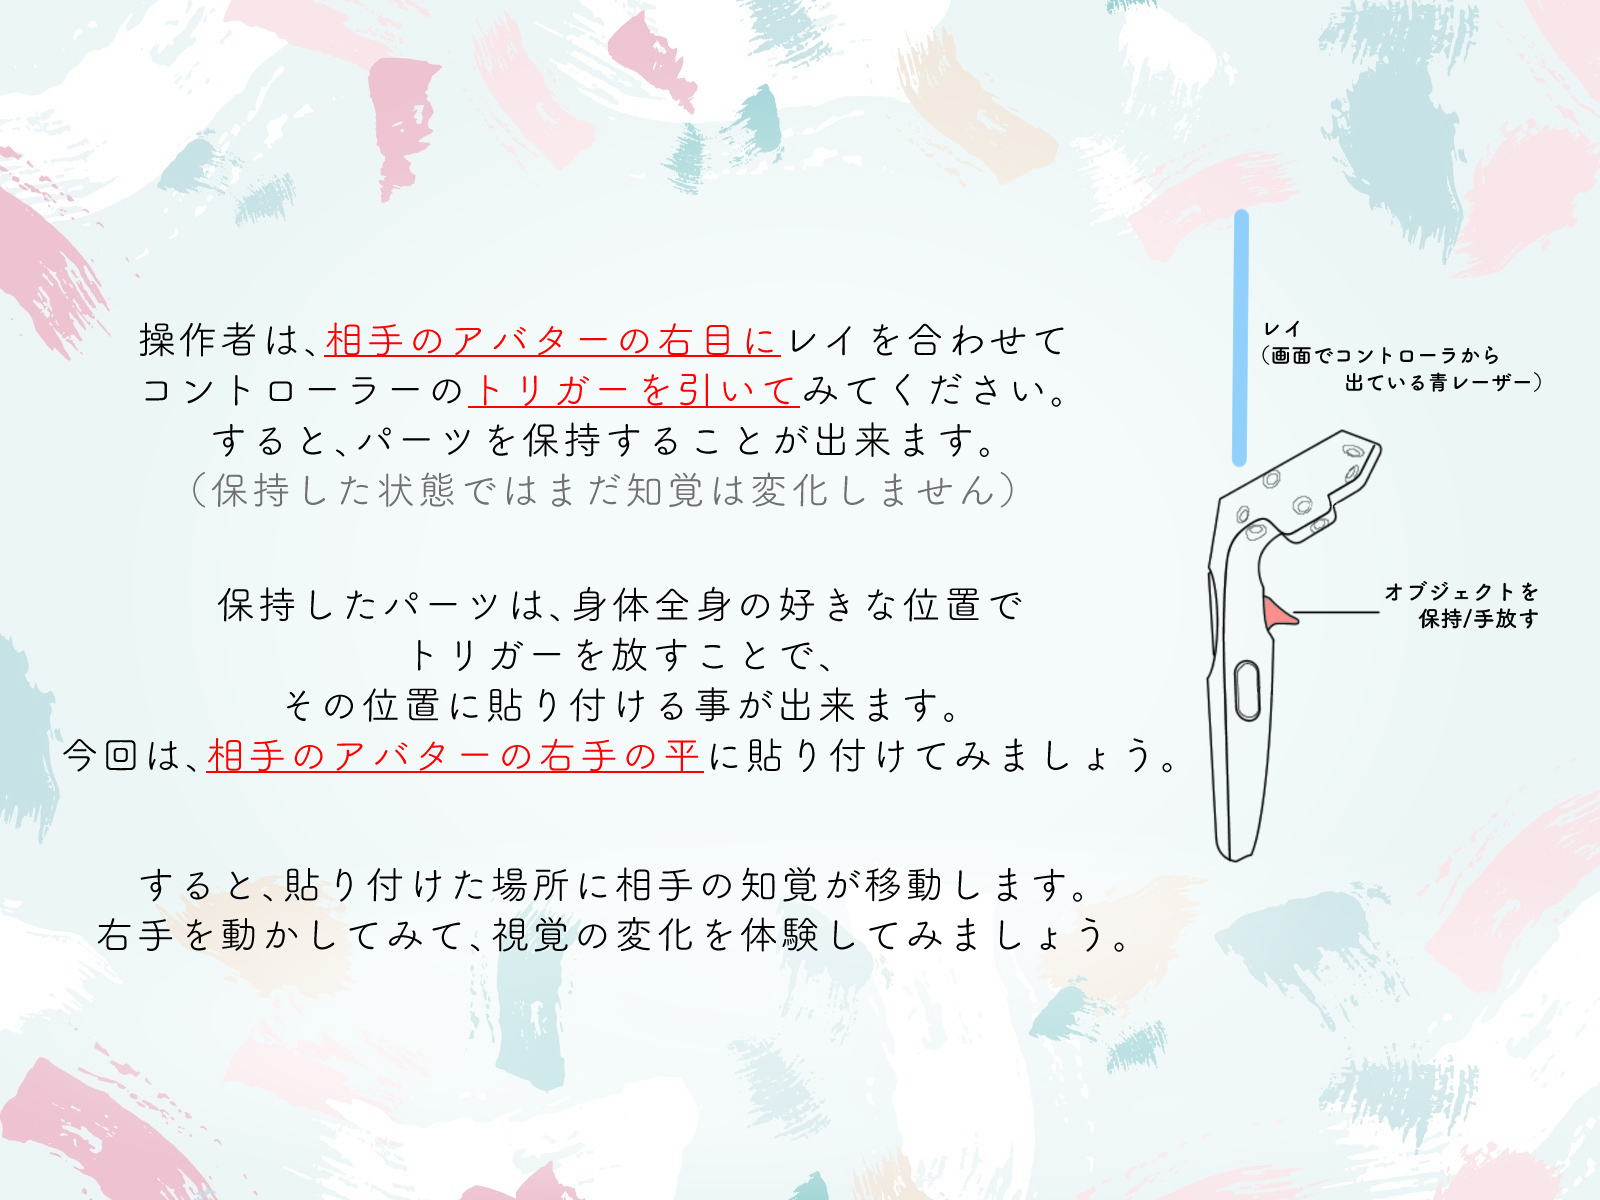 操作者は、相手のアバターの右目にレイを合わせて
コントローラーのトリガーを引いてみてください。
すると、パーツを保持することが出来ます。
（保持した状態ではまだ知覚は変化しません）
保持したパーツは、身体全身の好きな位置で
トリガーを放すことで、
その位置に貼り付ける事が出来ます。
今回は、相手のアバターの右手の平に貼り付けてみましょう。
すると、貼り付けた場所に相手の知覚が移動します。
右手を動かしてみて、視覚の変化を体験してみましょう。
レイ
（画面でコントローラから
出ている青レーザー）
オブジェクトを
保持/手放す